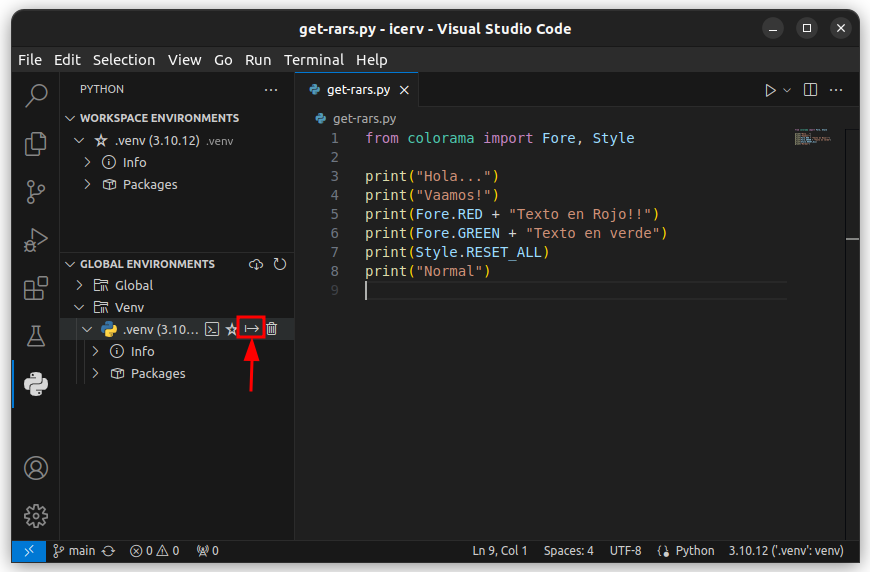 get-rars.py - icerv - Visual Studio Code
File Edit Selection View Go Run Terminal Help
PYTHON
WORKSPACE ENVIRONMENTS
.venv (3.10.12) .venv
Info
Packages
GLOBAL ENVIRONMENTS
Global
Venv
.venv (3.10...
Info
Packages
get-rars.py
get-rars.py
1 from colorama import Fore, Style
2
3 print("Hola...")
4 print("Vaamos!")
5 print(Fore.RED + "Texto en Rojo!!")
6 print(Fore.GREEN + "Texto en verde")
7 print(Style.RESET_ALL)
8 print("Normal")
9
main 0 0 0 Ln 9, Col 1 Spaces: 4 UTF-8 Python 3.10.12 ('.venv': venv)